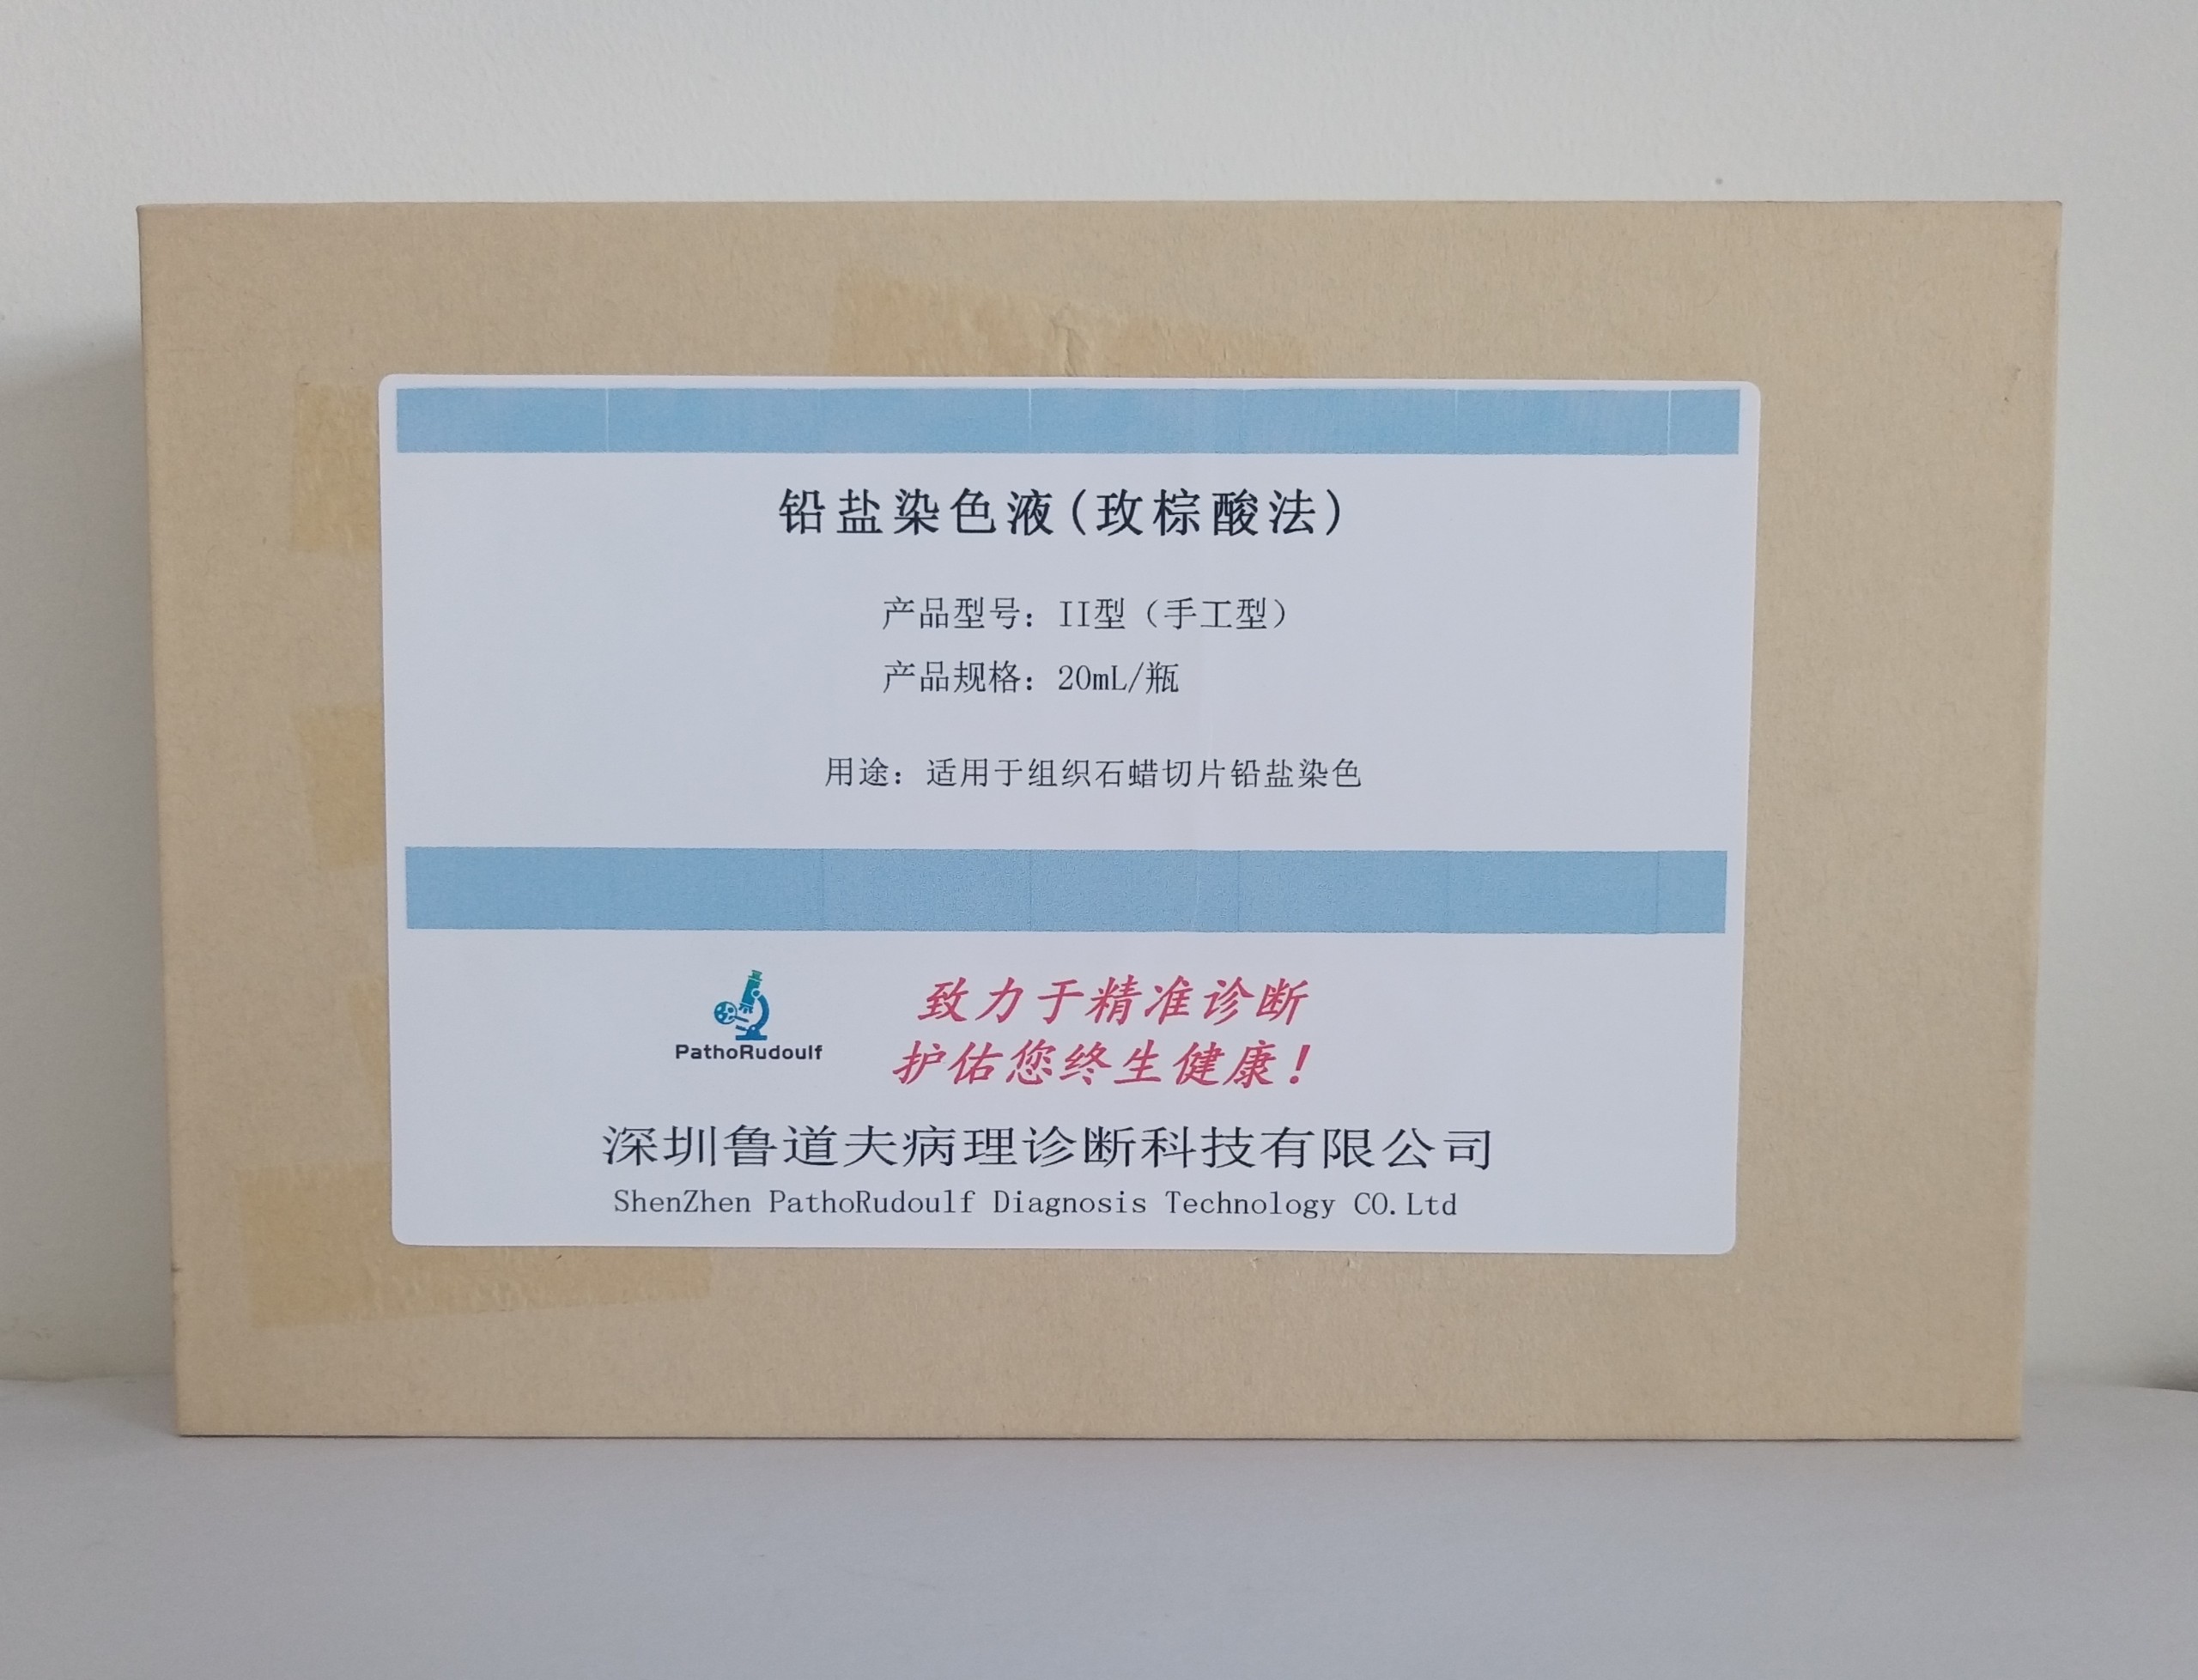 铅盐染色液(玫棕酸法)
产品型号：II型（手工型）
产品规格：20mL/瓶
用途：适用于组织石蜡切片铅盐染色
PathoRudoulf
致力于精准诊断
护佑您终生健康！
深圳鲁道夫病理诊断科技有限公司
ShenZhen PathoRudoulf Diagnosis Technology CO.Ltd